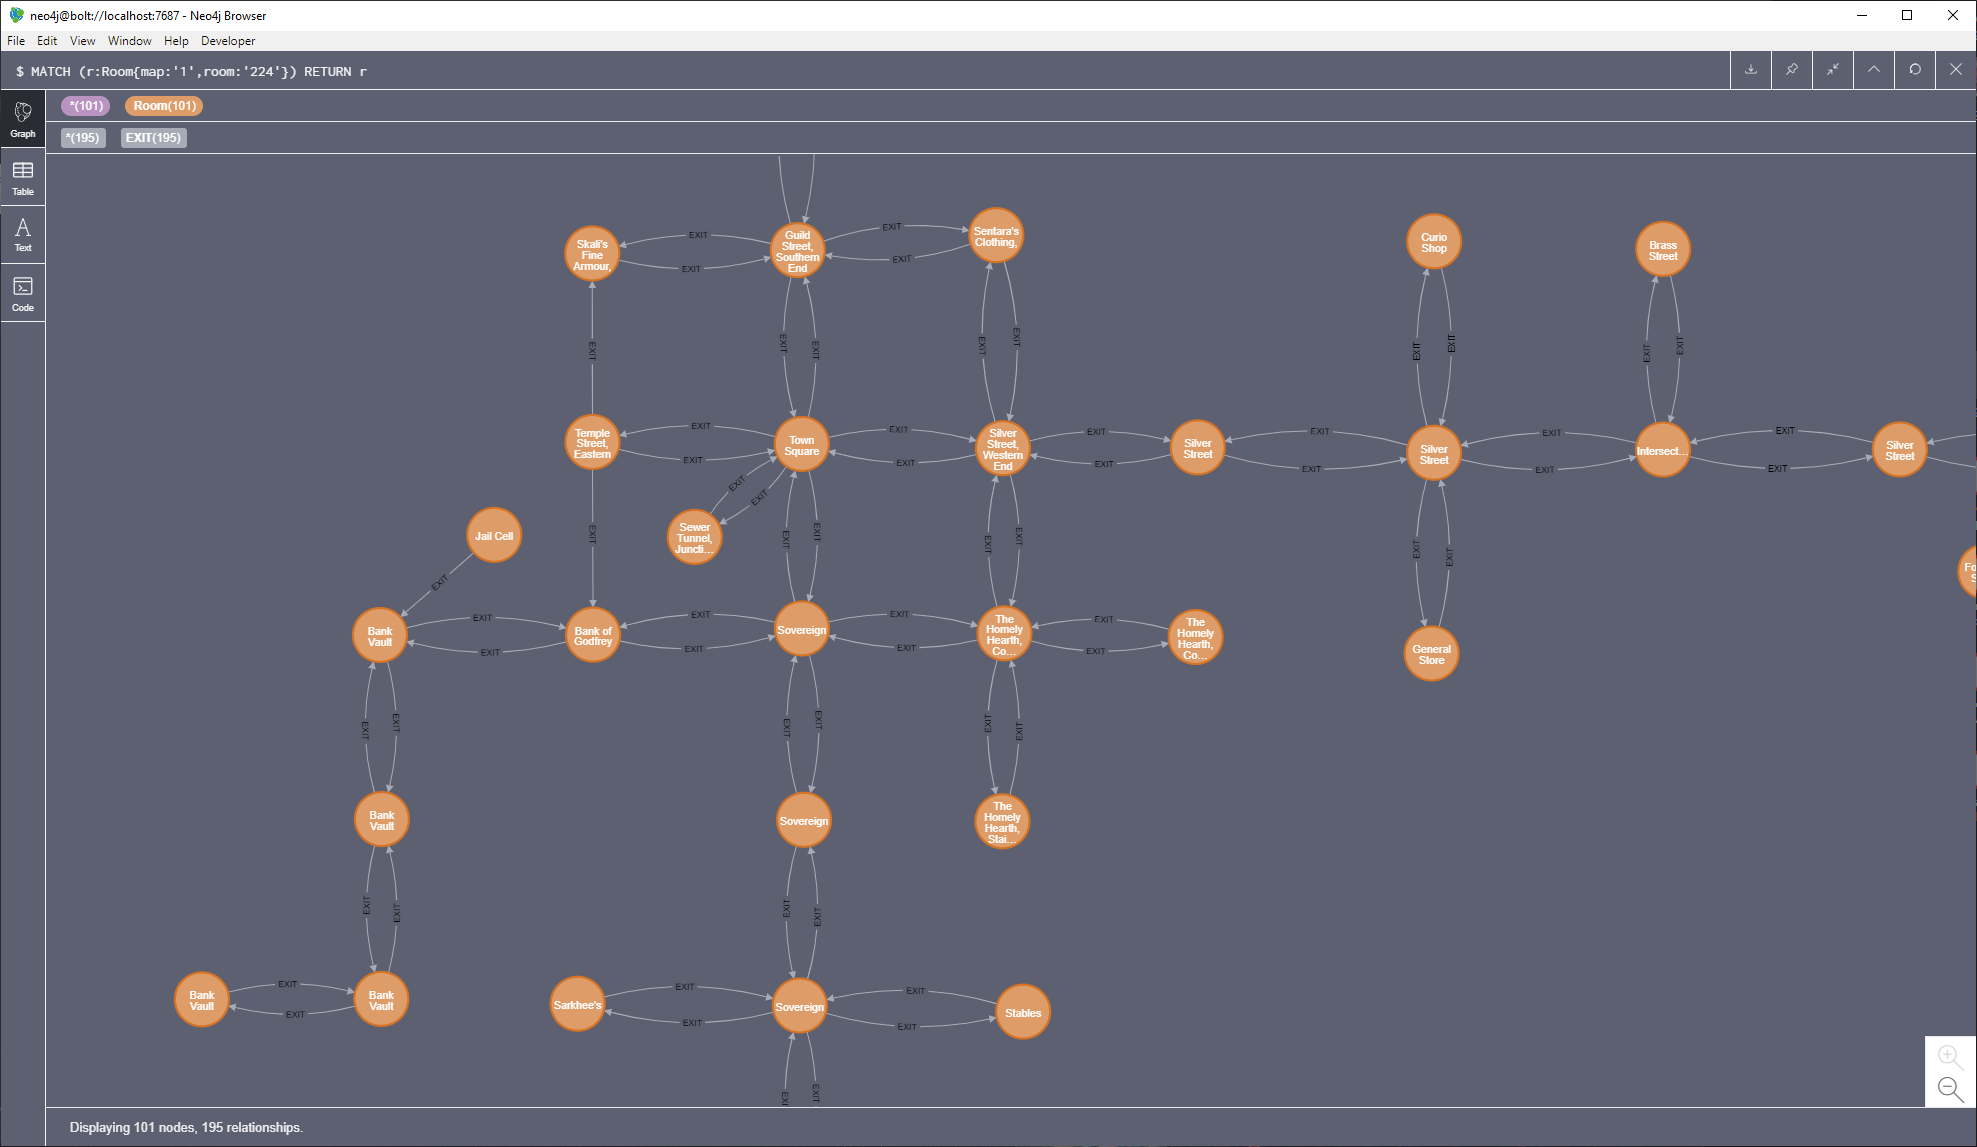 neo4j@bolt://localhost:7687 - Neo4j Browser
File Edit View Window Help Developer
$ MATCH (r:Room{map:'1',room:'224'}) RETURN r
*(101) Room(101)
*(195) EXIT(195)
Graph
Table
Text
Code
Skali's
Fine
Armour,
EXIT
EXIT
Guild
Street,
Southern
End
EXIT
EXIT
Sentara's
Clothing,
Curio
Shop
Brass
Street
EXIT
EXIT
EXIT
EXIT
EXIT
EXIT
EXIT
EXIT
EXIT
Temple
Street,
Eastern
EXIT
EXIT
Town
Square
EXIT
EXIT
Silver
Street,
Western
End
EXIT
EXIT
Silver
Street
EXIT
EXIT
Silver
Street
EXIT
EXIT
Intersect...
EXIT
EXIT
Silver
Street
EXIT
EXIT
Jail Cell
Sewer
Tunnel,
Juncti...
EXIT
EXIT
EXIT
EXIT
EXIT
EXIT
EXIT
EXIT
Fo
S
Bank
Vault
EXIT
EXIT
Bank of
Godfrey
EXIT
EXIT
Sovereign
EXIT
EXIT
The
Homely
Hearth,
Co...
EXIT
EXIT
The
Homely
Hearth,
Co...
General
Store
EXIT
EXIT
EXIT
EXIT
EXIT
EXIT
Bank
Vault
Sovereign
The
Homely
Hearth,
Stai...
EXIT
EXIT
EXIT
EXIT
Bank
Vault
EXIT
EXIT
Bank
Vault
Sarkhee's
EXIT
EXIT
Sovereign
EXIT
EXIT
Stables
EXIT
EXIT
Displaying 101 nodes, 195 relationships.